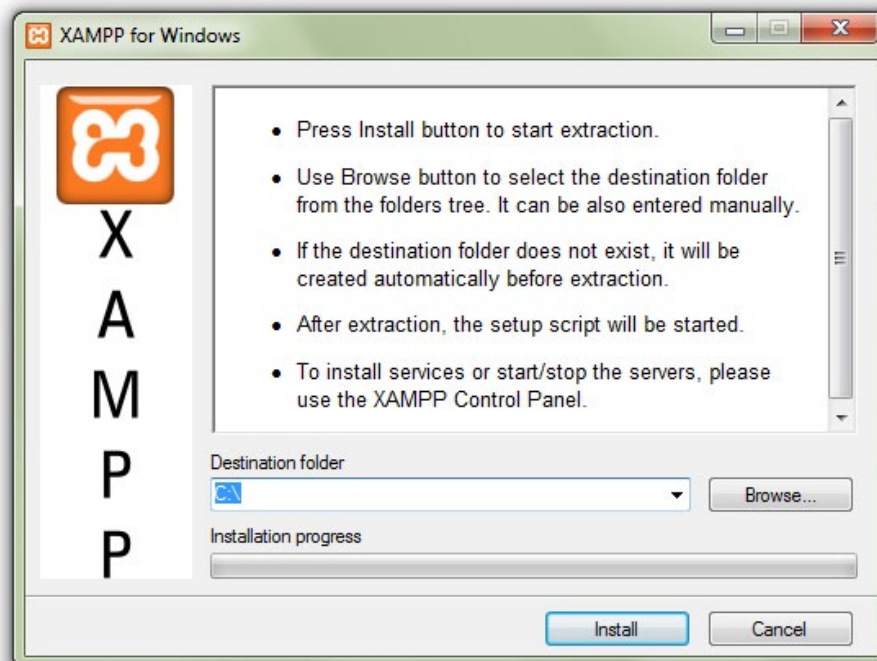 XAMPP for Windows
X
A
M
P
P
• Press Install button to start extraction.
• Use Browse button to select the destination folder
from the folders tree. It can be also entered manually.
• If the destination folder does not exist, it will be
created automatically before extraction.
• After extraction, the setup script will be started.
• To install services or start/stop the servers, please
use the XAMPP Control Panel.
Destination folder
C:\
Browse...
Installation progress
Install
Cancel